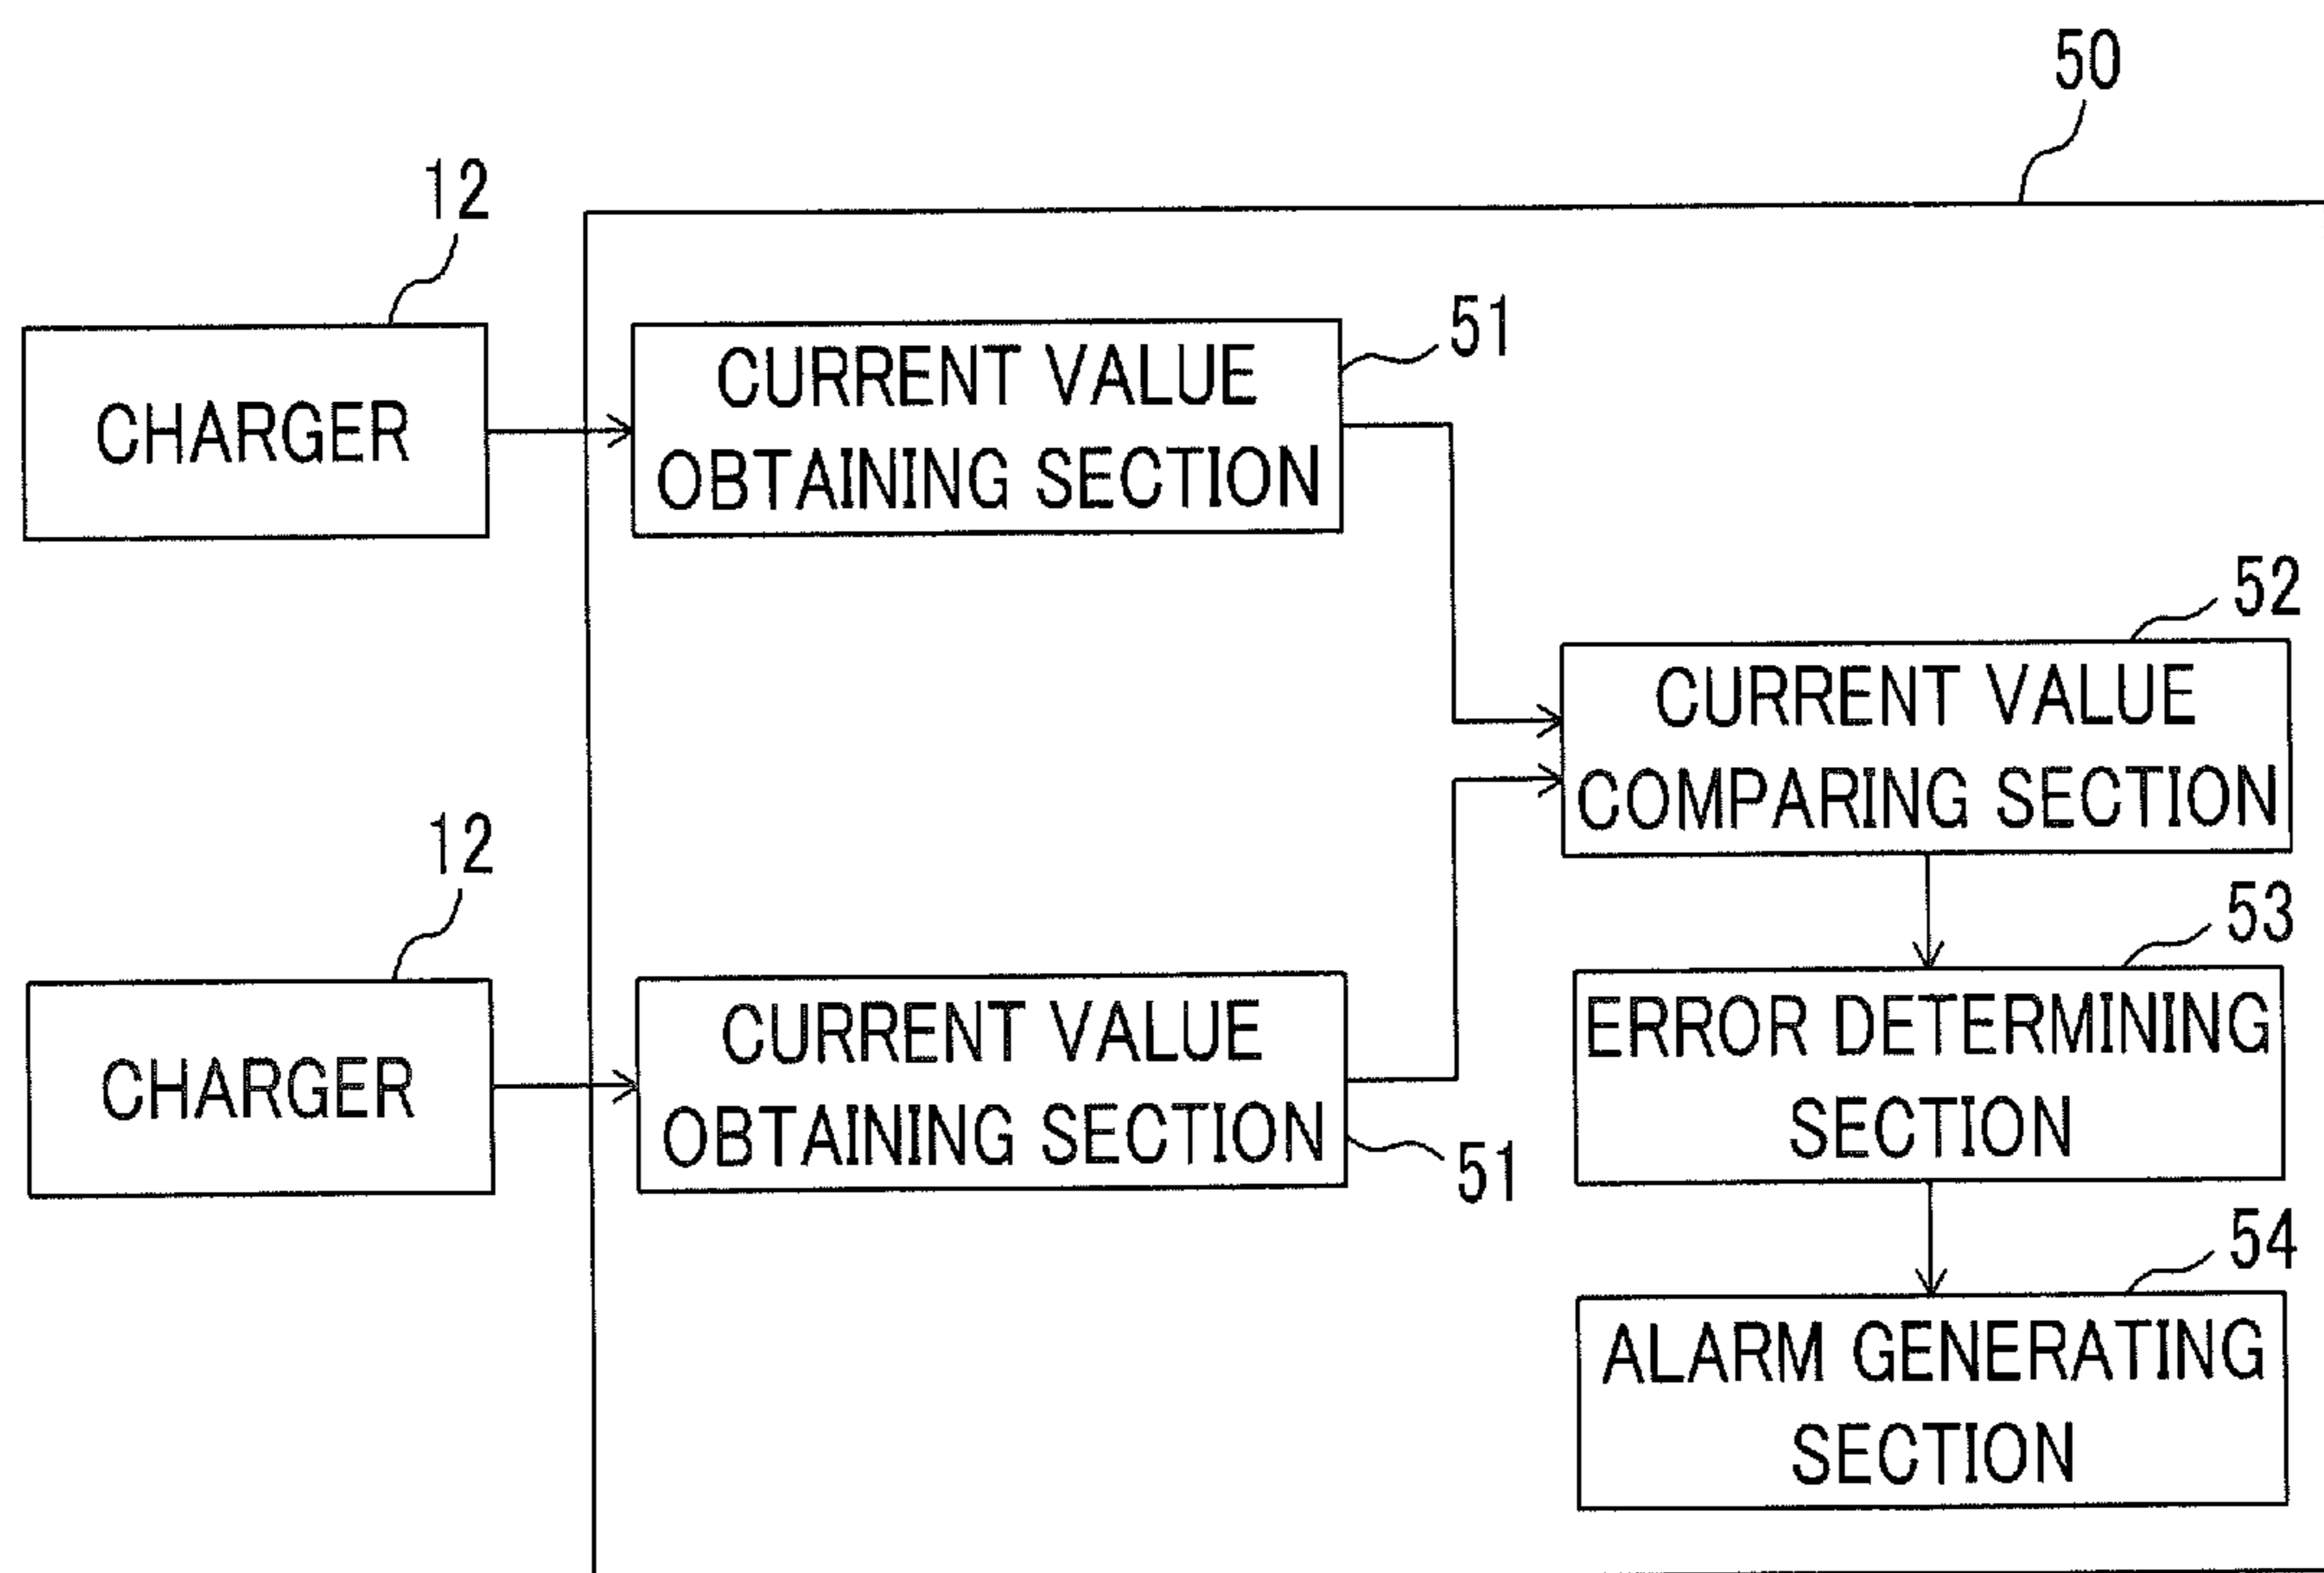 50
12
CHARGER
51
CURRENT VALUE
OBTAINING SECTION
52
CURRENT VALUE
COMPARING SECTION
12
CHARGER
CURRENT VALUE
OBTAINING SECTION
51
53
ERROR DETERMINING
SECTION
54
ALARM GENERATING
SECTION